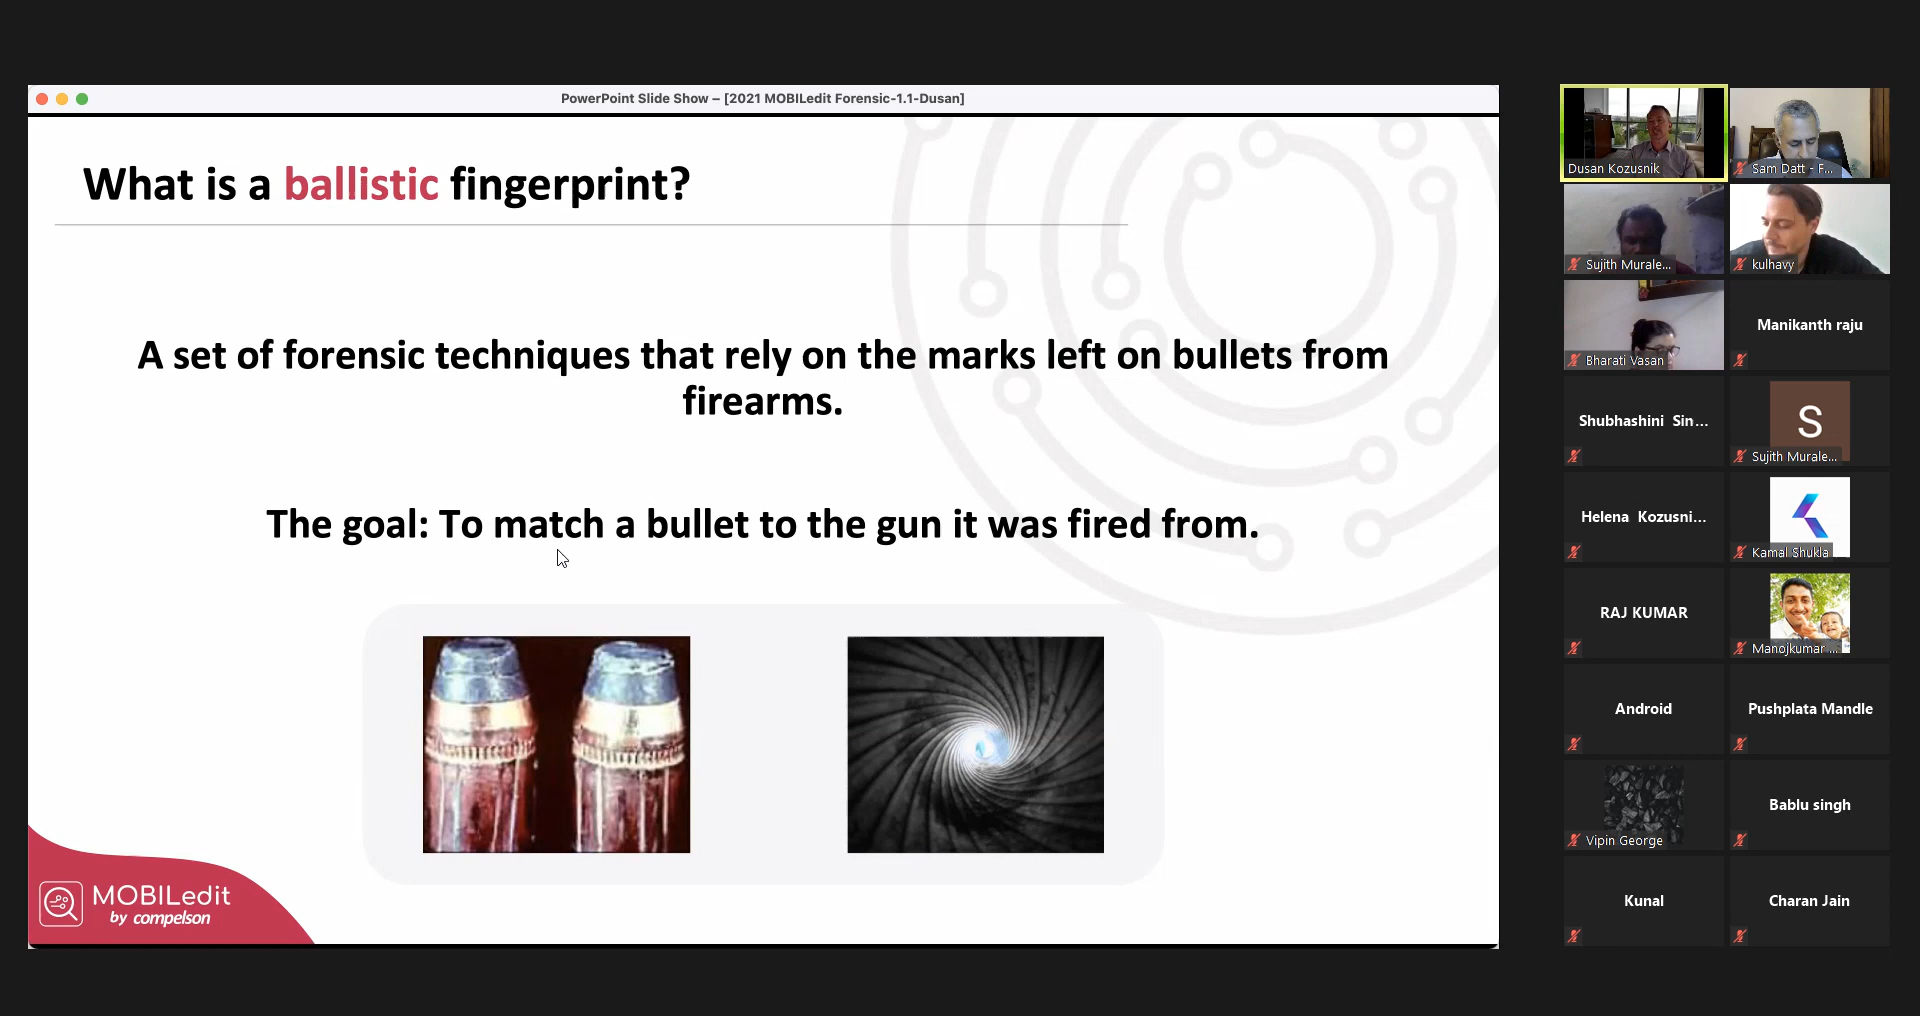 PowerPoint Slide Show – [2021 MOBILedit Forensic-1.1-Dusan]
What is a ballistic fingerprint?
A set of forensic techniques that rely on the marks left on bullets from
firearms.
The goal: To match a bullet to the gun it was fired from.
MOBILedit
by compelson
Dusan Kozusnik
Sam Datt - F...
Sujith Murale...
kulhavy
Bharati Vasan
Manikanth raju
Shubhashini Sin...
S
Sujith Murale...
Helena Kozusni...
Kamal Shukla
RAJ KUMAR
Manojkumar ...
Android
Pushplata Mandle
Vipin George
Bablu singh
Kunal
Charan Jain